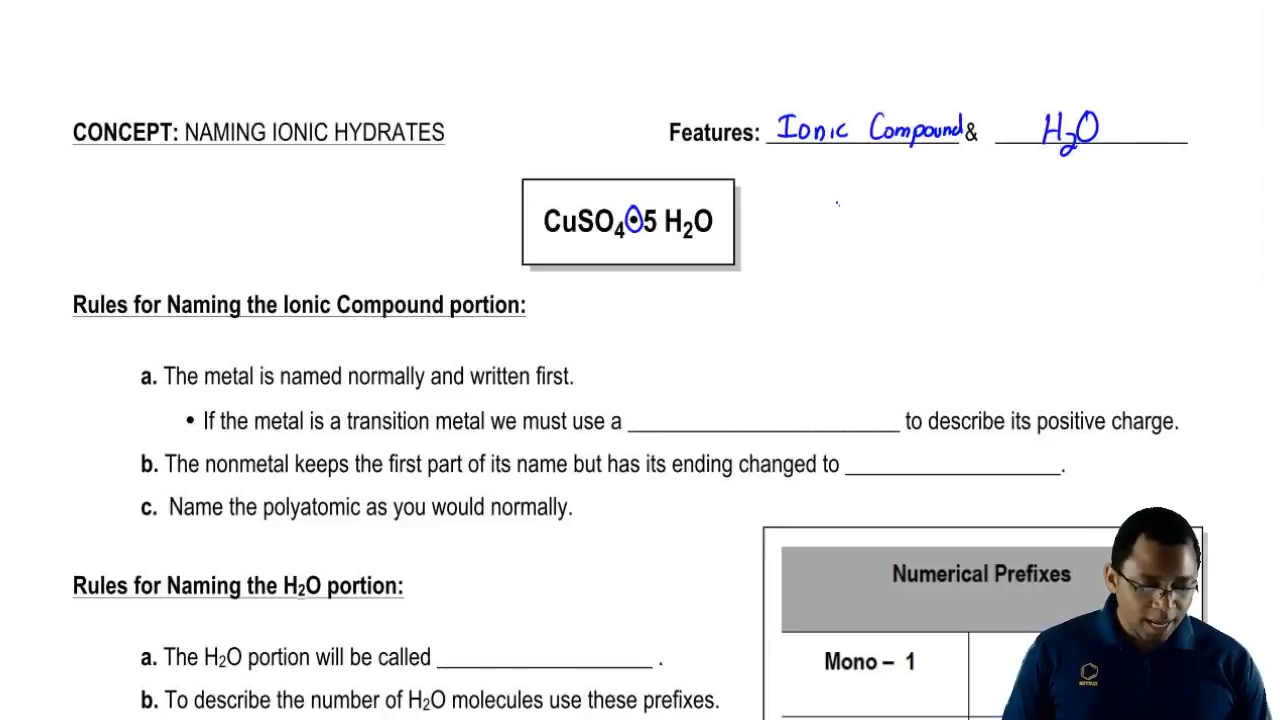 CONCEPT: NAMING IONIC HYDRATES
Features: Ionic Compound & H₂O
CuSO₄•5 H₂O
Rules for Naming the Ionic Compound portion:
a. The metal is named normally and written first.
• If the metal is a transition metal we must use a ______________________ to describe its positive charge.
b. The nonmetal keeps the first part of its name but has its ending changed to __________________.
c. Name the polyatomic as you would normally.
Rules for Naming the H₂O portion:
a. The H₂O portion will be called __________________ .
b. To describe the number of H₂O molecules use these prefixes.
Numerical Prefixes
Mono – 1